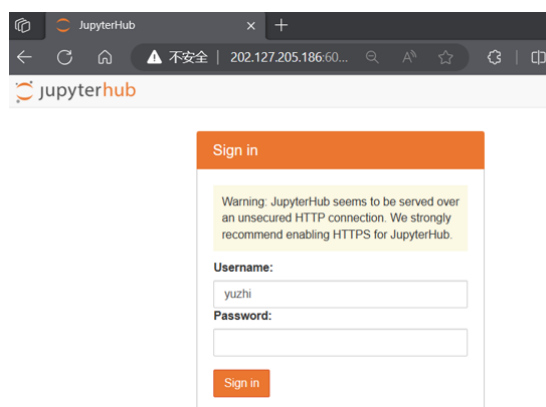 JupyterHub
不安全 | 202.127.205.186:60...
jupyterhub
Sign in
Warning: JupyterHub seems to be served over
an unsecured HTTP connection. We strongly
recommend enabling HTTPS for JupyterHub.
Username:
yuzhi
Password:
Sign in